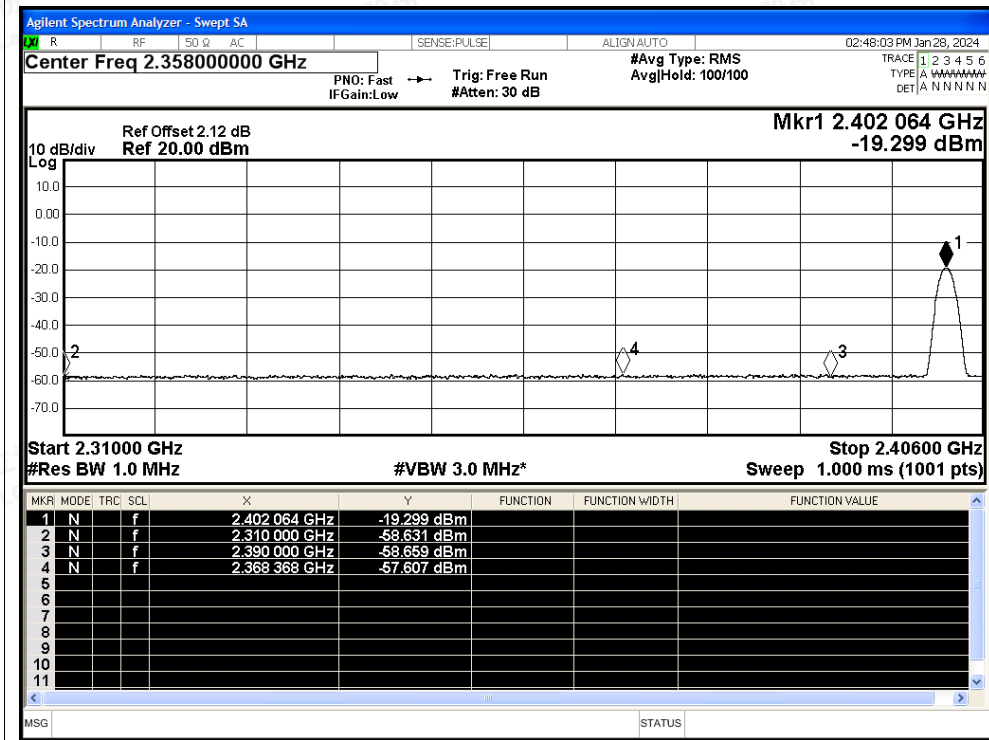 Agilent Spectrum Analyzer - Swept SA
LXI R RF 50 Ω AC SENSE:PULSE ALIGN AUTO 02:48:03 PM Jan 28, 2024
Center Freq 2.358000000 GHz #Avg Type: RMS TRACE 1 2 3 4 5 6
PNO: Fast Trig: Free Run Avg|Hold: 100/100 TYPE A WWWWW
IFGain:Low #Atten: 30 dB DET A N N N N N
Mkr1 2.402 064 GHz
Ref Offset 2.12 dB
10 dB/div Ref 20.00 dBm -19.299 dBm
Log
10.0
0.00
-10.0 1
-20.0
-30.0
-40.0
-50.0 2 4 3
-60.0
-70.0
Start 2.31000 GHz Stop 2.40600 GHz
#Res BW 1.0 MHz #VBW 3.0 MHz* Sweep 1.000 ms (1001 pts)
MKR MODE TRC SCL X Y FUNCTION FUNCTION WIDTH FUNCTION VALUE
1 N f 2.402 064 GHz -19.299 dBm
2 N f 2.310 000 GHz -58.631 dBm
3 N f 2.390 000 GHz -58.659 dBm
4 N f 2.368 368 GHz -57.607 dBm
5
6
7
8
9
10
11
MSG STATUS